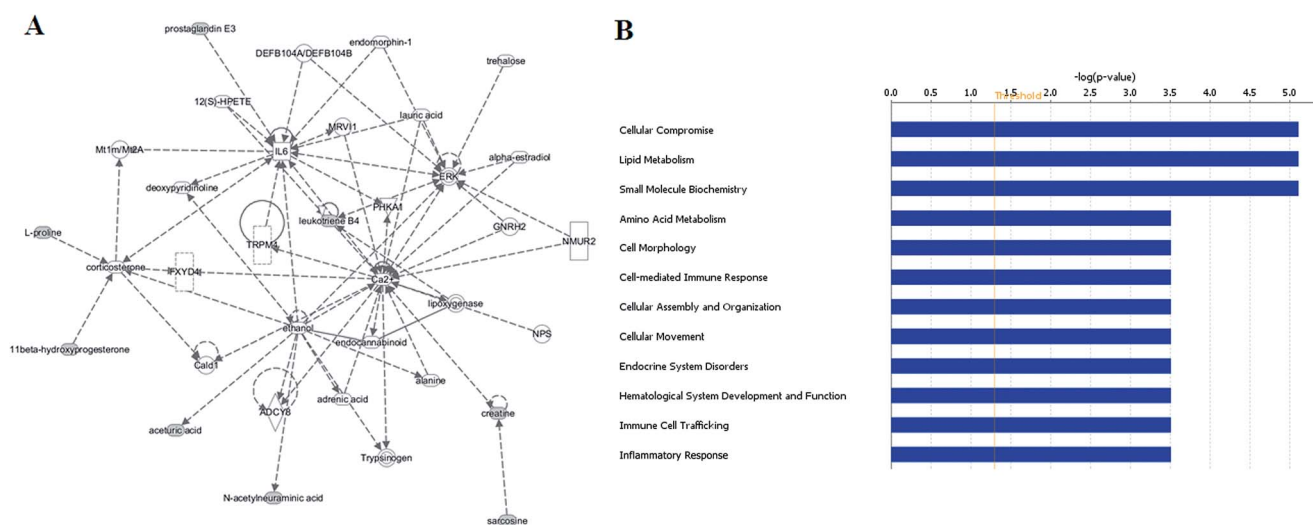 A
prostaglandin E3
endomorphin-1
DEFB104A/DEFB104B
trehalose
12(S)-HPETE
lauric acid
MRVI1
Mt1m/Mt2A
IL6
alpha-estradiol
ERK
deoxypyridinoline
PHKA1
leukotriene B4
GNRH2
L-proline
TRPM4
NMUR2
corticosterone
FXYD4
Ca2+
lipoxygenase
ethanol
NPS
endocannabinoid
11beta-hydroxyprogesterone
Cald1
alanine
adrenic acid
ADCY8
creatine
aceturic acid
Trypsinogen
N-acetylneuraminic acid
sarcosine
B
-log(p-value)
0.0 0.5 1.0 1.5 2.0 2.5 3.0 3.5 4.0 4.5 5.0
Threshold
Cellular Compromise
Lipid Metabolism
Small Molecule Biochemistry
Amino Acid Metabolism
Cell Morphology
Cell-mediated Immune Response
Cellular Assembly and Organization
Cellular Movement
Endocrine System Disorders
Hematological System Development and Function
Immune Cell Trafficking
Inflammatory Response